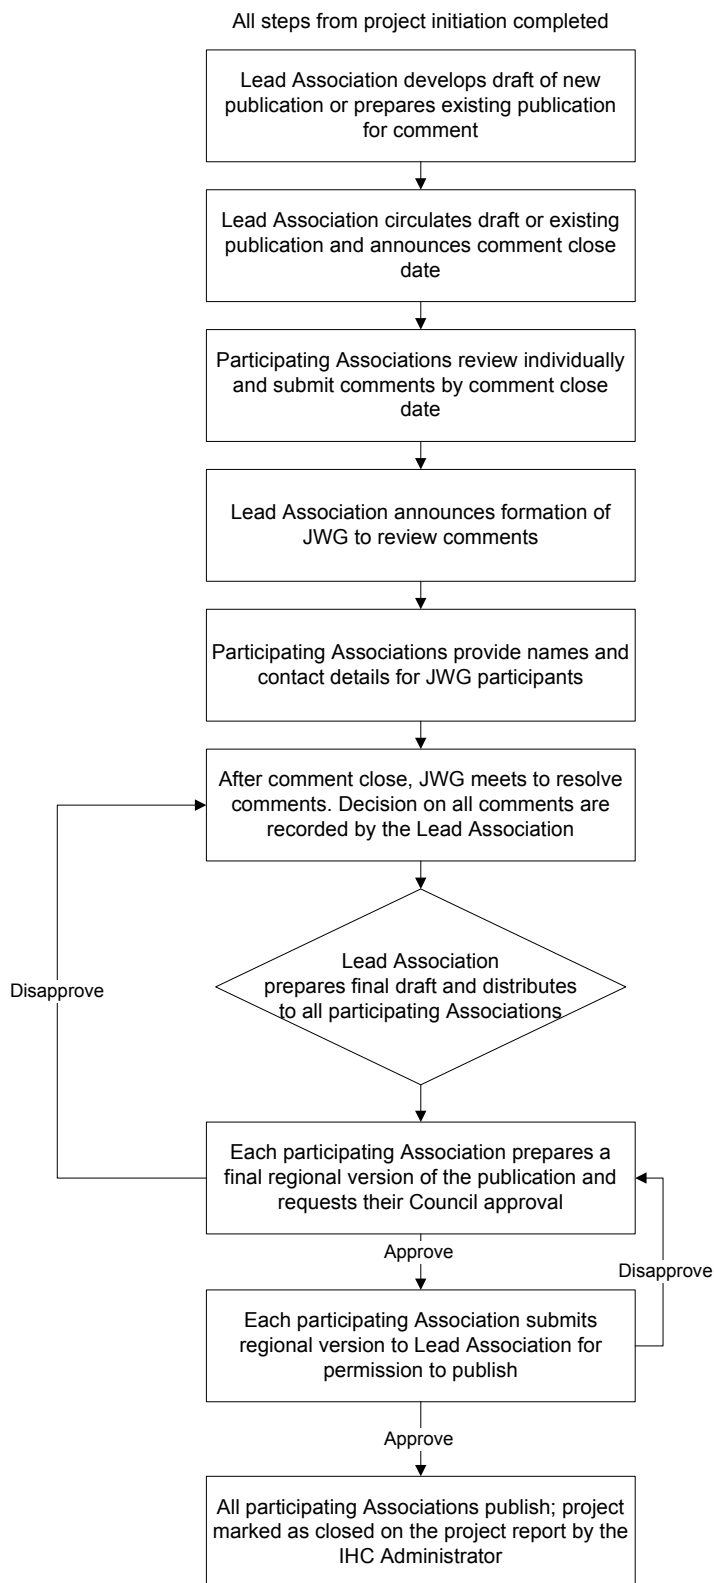 All steps from project initiation completed
Lead Association develops draft of new
publication or prepares existing publication
for comment
Lead Association circulates draft or existing
publication and announces comment close
date
Participating Associations review individually
and submit comments by comment close
date
Lead Association announces formation of
JWG to review comments
Participating Associations provide names and
contact details for JWG participants
After comment close, JWG meets to resolve
comments. Decision on all comments are
recorded by the Lead Association
Lead Association
prepares final draft and distributes
to all participating Associations
Disapprove
Each participating Association prepares a
final regional version of the publication and
requests their Council approval
Approve
Disapprove
Each participating Association submits
regional version to Lead Association for
permission to publish
Approve
All participating Associations publish; project
marked as closed on the project report by the
IHC Administrator